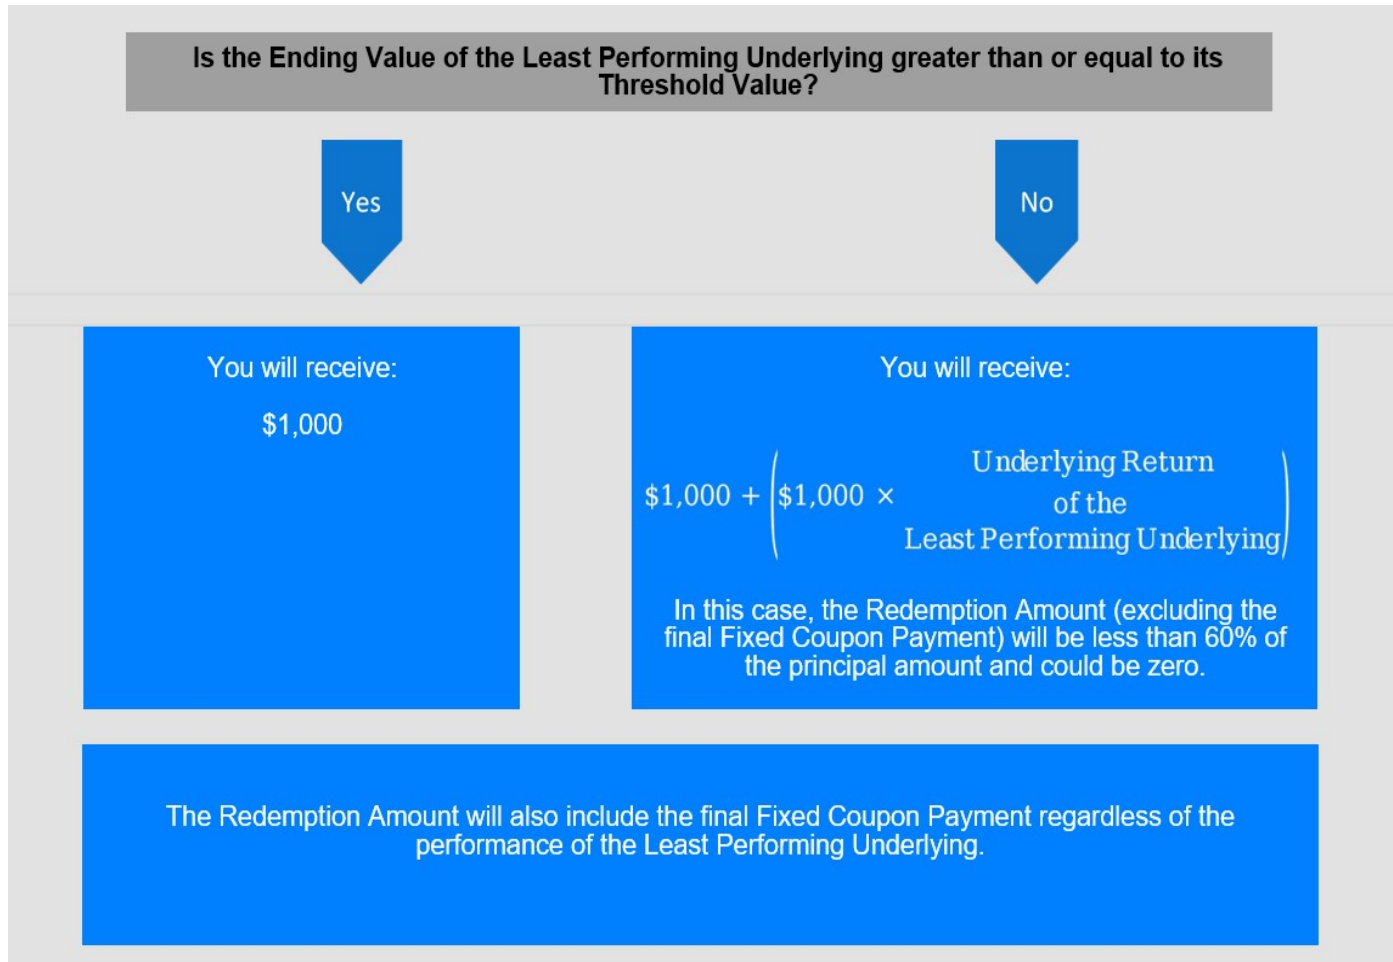 Is the Ending Value of the Least Performing Underlying greater than or equal to its
Threshold Value?
Yes
No
You will receive:
$1,000
You will receive:
$1,000 + ($1,000 × Underlying Return
of the
Least Performing Underlying)
In this case, the Redemption Amount (excluding the
final Fixed Coupon Payment) will be less than 60% of
the principal amount and could be zero.
The Redemption Amount will also include the final Fixed Coupon Payment regardless of the
performance of the Least Performing Underlying.